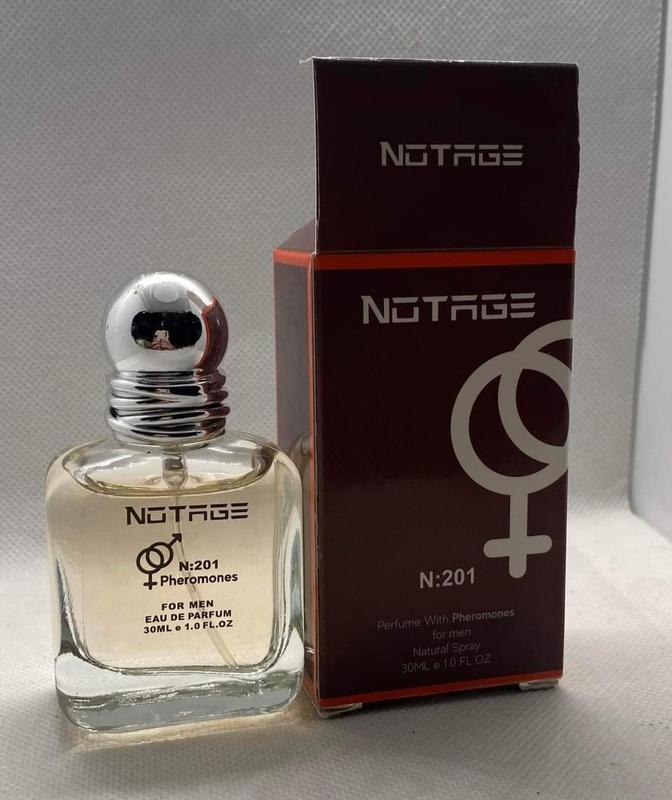 NOTAGE
NOTAGE
N:201
Perfume With Pheromones
for men
Natural Spray
30ML e 1.0 FL OZ
NOTAGE
N:201
Pheromones
FOR MEN
EAU DE PARFUM
30ML e 1.0 FL.OZ